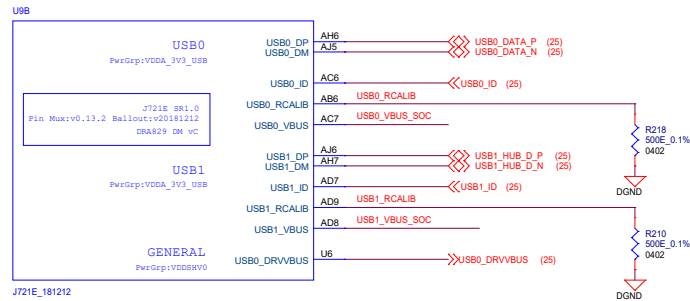 U9B
USB0
PwrGrp:VDDA_3V3_USB
USB0_DP AH6 USB0_DATA_P (25)
USB0_DM AJ5 USB0_DATA_N (25)
USB0_ID AC6 USB0_ID (25)
USB0_RCALIB AB6 USB0_RCALIB
USB0_VBUS AC7 USB0_VBUS_SOC
J721E SR1.0
Pin Mux:v0.13.2 Ballout:v20181212
DRA829 DM vC
R218
500E_0.1%
0402
DGND
USB1
PwrGrp:VDDA_3V3_USB
USB1_DP AJ6 USB1_HUB_D_P (25)
USB1_DM AH7 USB1_HUB_D_N (25)
USB1_ID AD7 USB1_ID (25)
USB1_RCALIB AD9 USB1_RCALIB
USB1_VBUS AD8 USB1_VBUS_SOC
R210
500E_0.1%
0402
DGND
GENERAL
PwrGrp:VDDSHV0
USB0_DRVVBUS U6 USB0_DRVVBUS (25)
J721E_181212